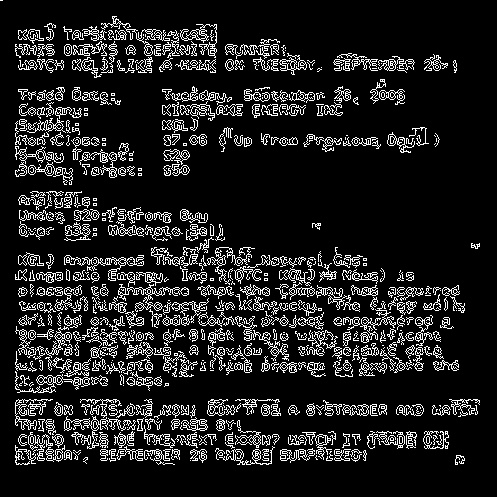 KGLJ TAPS NATURAL GAS!
THIS ONE IS A DEFINITE RUNNER!
WATCH KGLJ LIKE A HAWK ON TUESDAY, SEPTEMBER 26!
Trade Date: Tuesday, September 26, 2006
Company: KINGSLAKE ENERGY INC
Symbol: KGLJ
Mon Close: $7.06 ( Up from Previous Day! )
5-Day Target: $20
30-Day Target: $50
Analysis:
Under $20: Strong Buy
Over $35: Moderate Sell
KGLJ Announces The Find of Natural Gas:
Kingslake Energy, Inc. (OTC: KGLJ - News) is
pleased to announce that the Company has acquired
two drilling projects in Kentucky. The first well,
drilled on its Todd County project encountered a
50-foot section of Black Shale with significant
natural gas shows. A review of the seismic data
will facilitate a drilling program to explore the
1,000-acre lease.
GET ON THIS ONE NOW! DON'T BE A BYSTANDER AND WATCH
THIS OPPORTUNITY PASS BY!
COULD THIS BE THE NEXT EXXON? WATCH IT TRADE ON
TUESDAY, SEPTEMBER 26 AND BE SURPRISED!